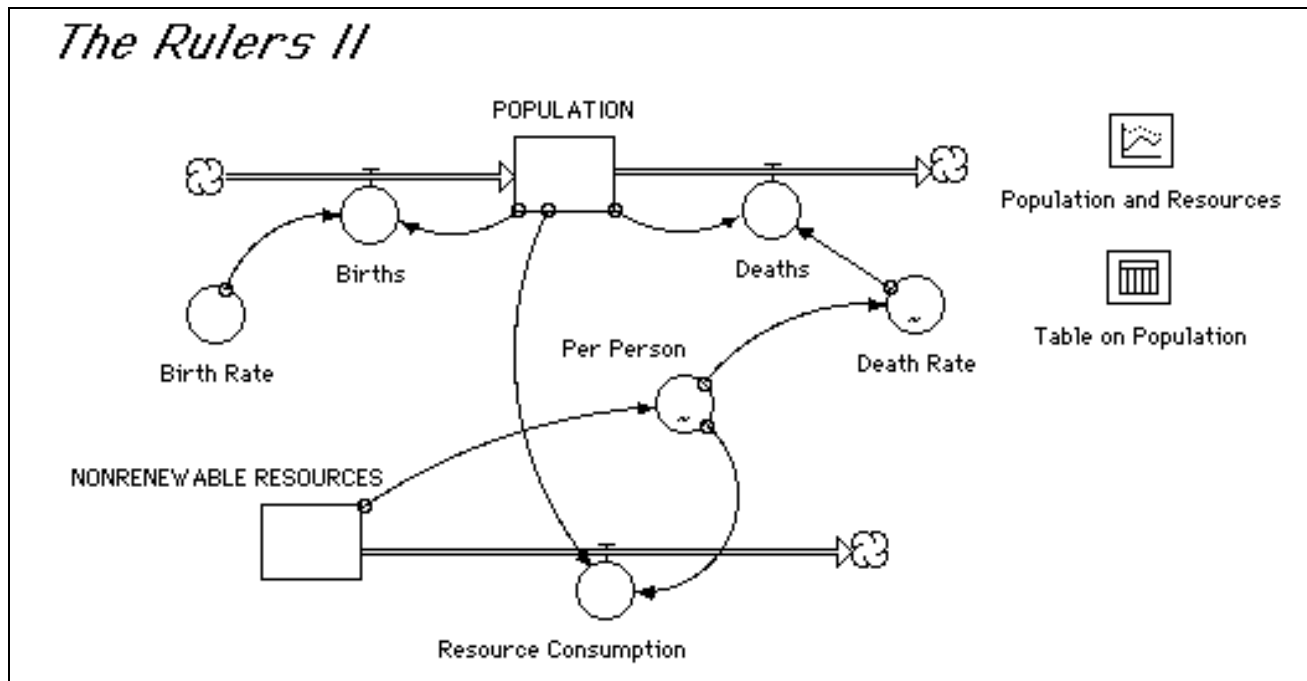 The Rulers II
POPULATION
Population and Resources
Births
Deaths
Table on Population
Per Person
Birth Rate
Death Rate
NONRENEWABLE RESOURCES
Resource Consumption